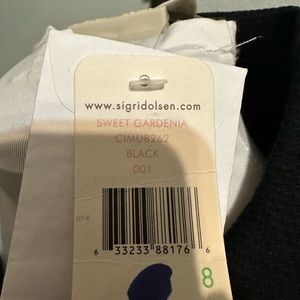 www.sigridolsen.com
SWEET GARDENIA
CIMU8262
BLACK
001
6 33233 88176 6
8